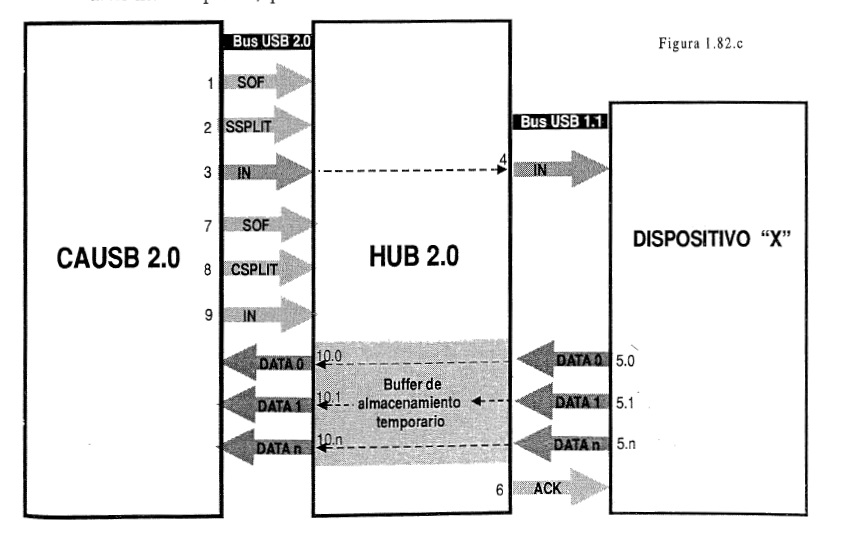 Bus USB 2.0
Figura 1.82.c
1 SOF
2 SSPLIT
Bus USB 1.1
3 IN
4 IN
7 SOF
8 CSPLIT
9 IN
CAUSB 2.0
HUB 2.0
DISPOSITIVO "X"
DATA 0 10.0
DATA 0 5.0
DATA 1 10.1
Buffer de
almacenamiento
temporario
DATA 1 5.1
DATA n 10.n
DATA n 5.n
6 ACK